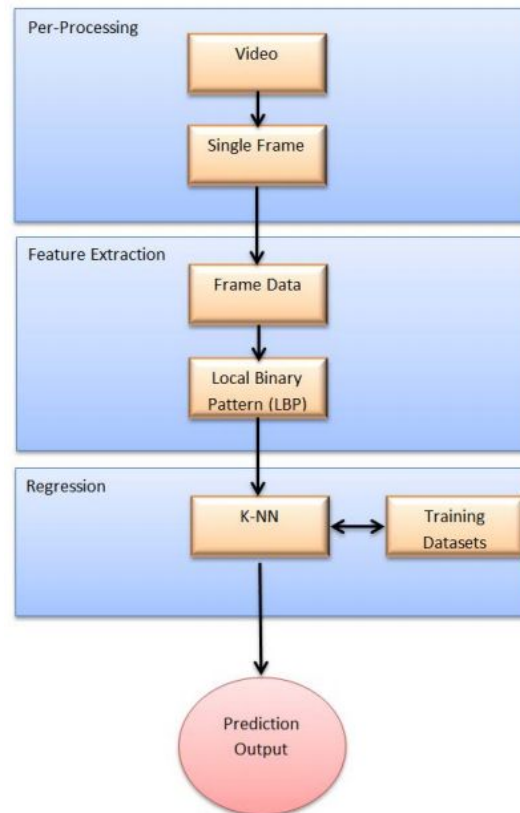 Per-Processing
Video
Single Frame
Feature Extraction
Frame Data
Local Binary
Pattern (LBP)
Regression
K-NN
Training
Datasets
Prediction
Output